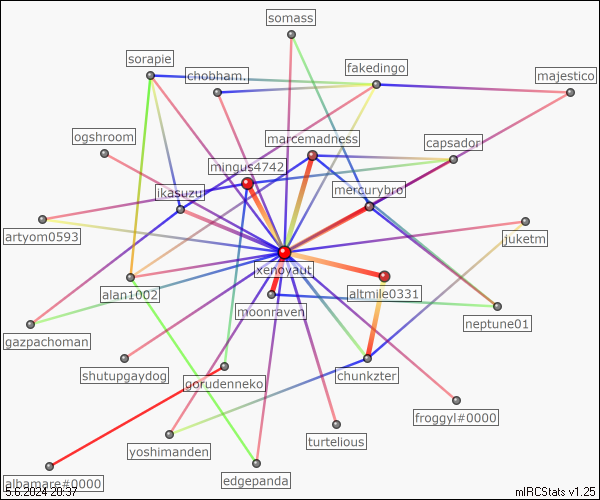 somass
sorapie
fakedingo
chobham.
majestico
ogshroom
marcemadness
capsador
mingus4742
ikasuzu
mercurybro
artyom0593
juketm
xenoyaut
alan1002
altmile0331
moonraven
neptune01
gazpachoman
shutupgaydog
chunkzter
gorudenneko
froggyl#0000
turtelious
yoshimanden
edgepanda
albamare#0000
5.6.2024 20:37
mIRCStats v1.25